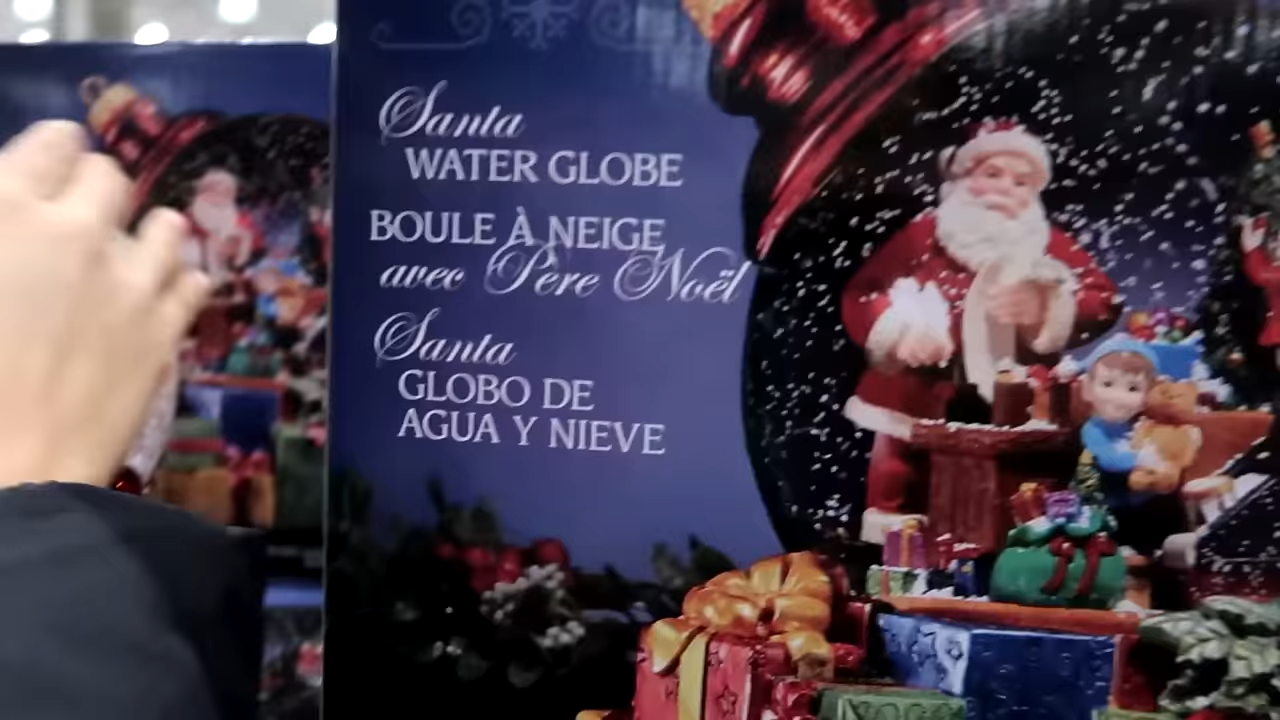 Santa
WATER GLOBE
BOULE À NEIGE
avec Père Noël
Santa
GLOBO DE
AGUA Y NIEVE